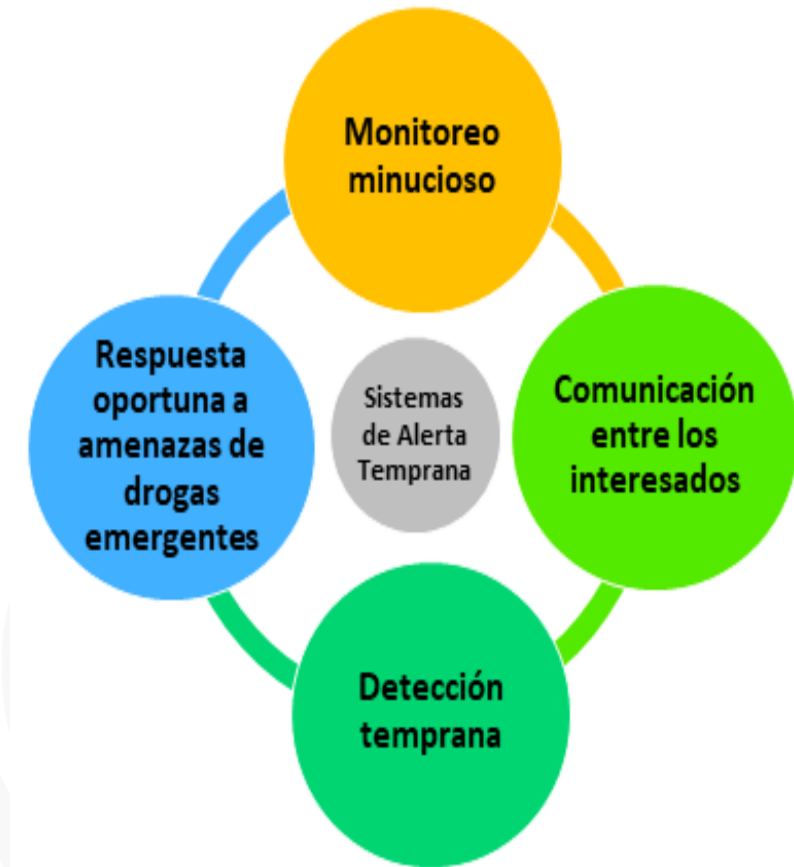 Monitoreo
minucioso
Respuesta
oportuna a
amenazas de
drogas
emergentes
Sistemas
de Alerta
Temprana
Comunicación
entre los
interesados
Detección
temprana